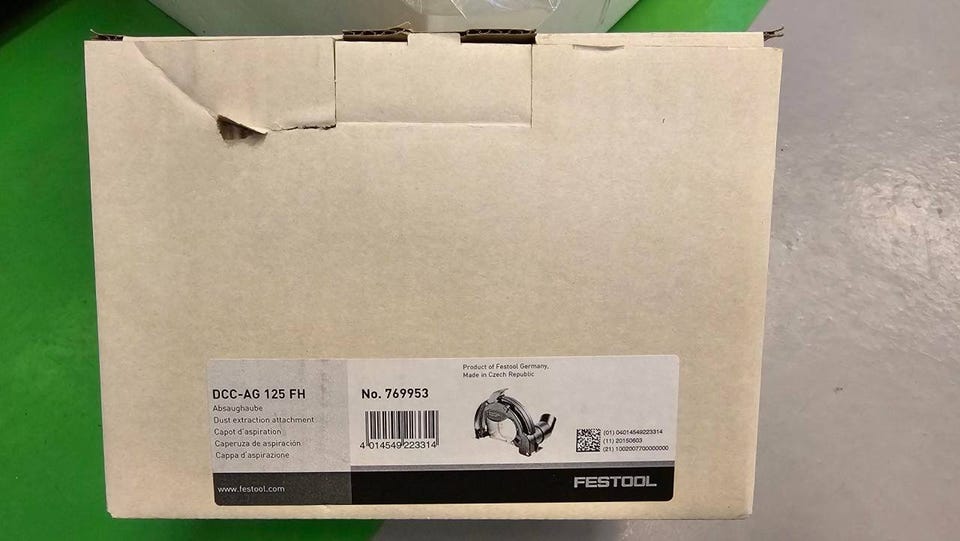 Product of Festool Germany,
Made in Czech Republic
DCC-AG 125 FH
Absaughaube
Dust extraction attachment
Capot d'aspiration
Caperuza de aspiración
Cappa d'aspirazione
No. 769953
4 014549 223314
(01) 04014549223314
(11) 20150603
(21) 1002007700000000
www.festool.com
FESTOOL